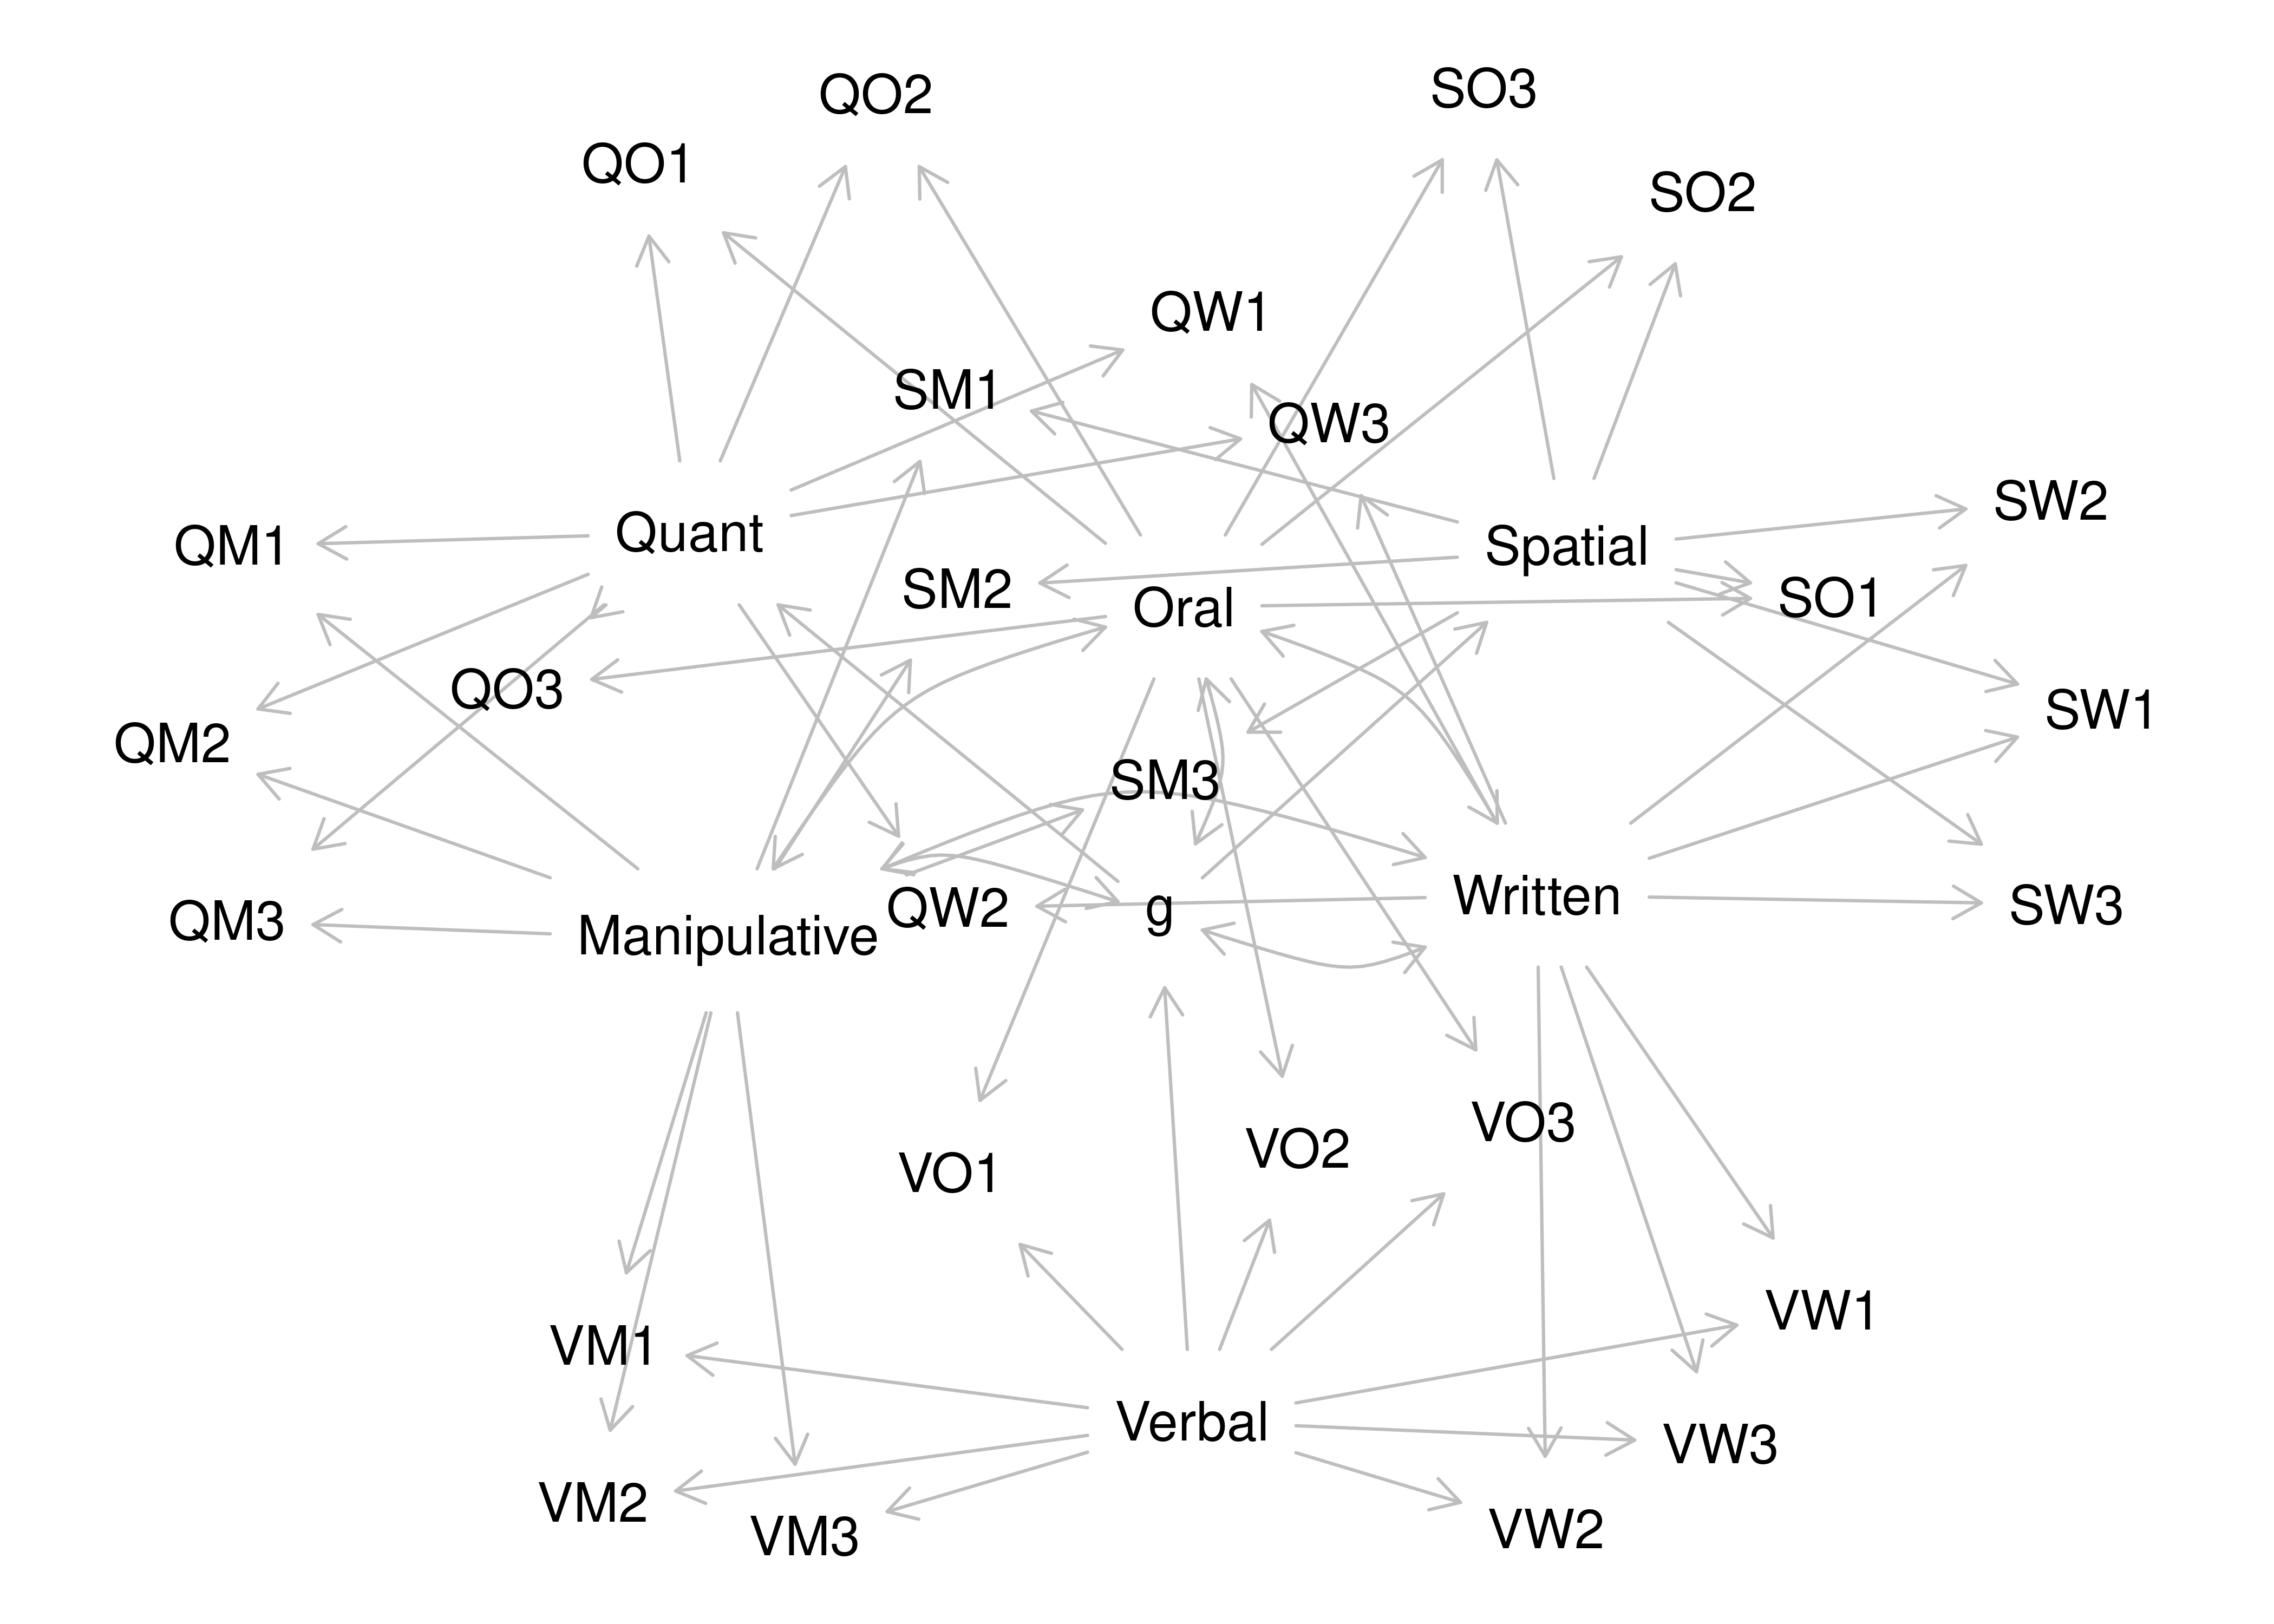 SO3
QO2
QO1
SO2
QW1
SM1
QW3
SW2
Quant
QM1
Spatial
SM2
SO1
Oral
QO3
SW1
QM2
SM3
Written
SW3
QW2
g
QM3
Manipulative
VO3
VO2
VO1
VW1
VM1
Verbal
VW3
VM2
VW2
VM3